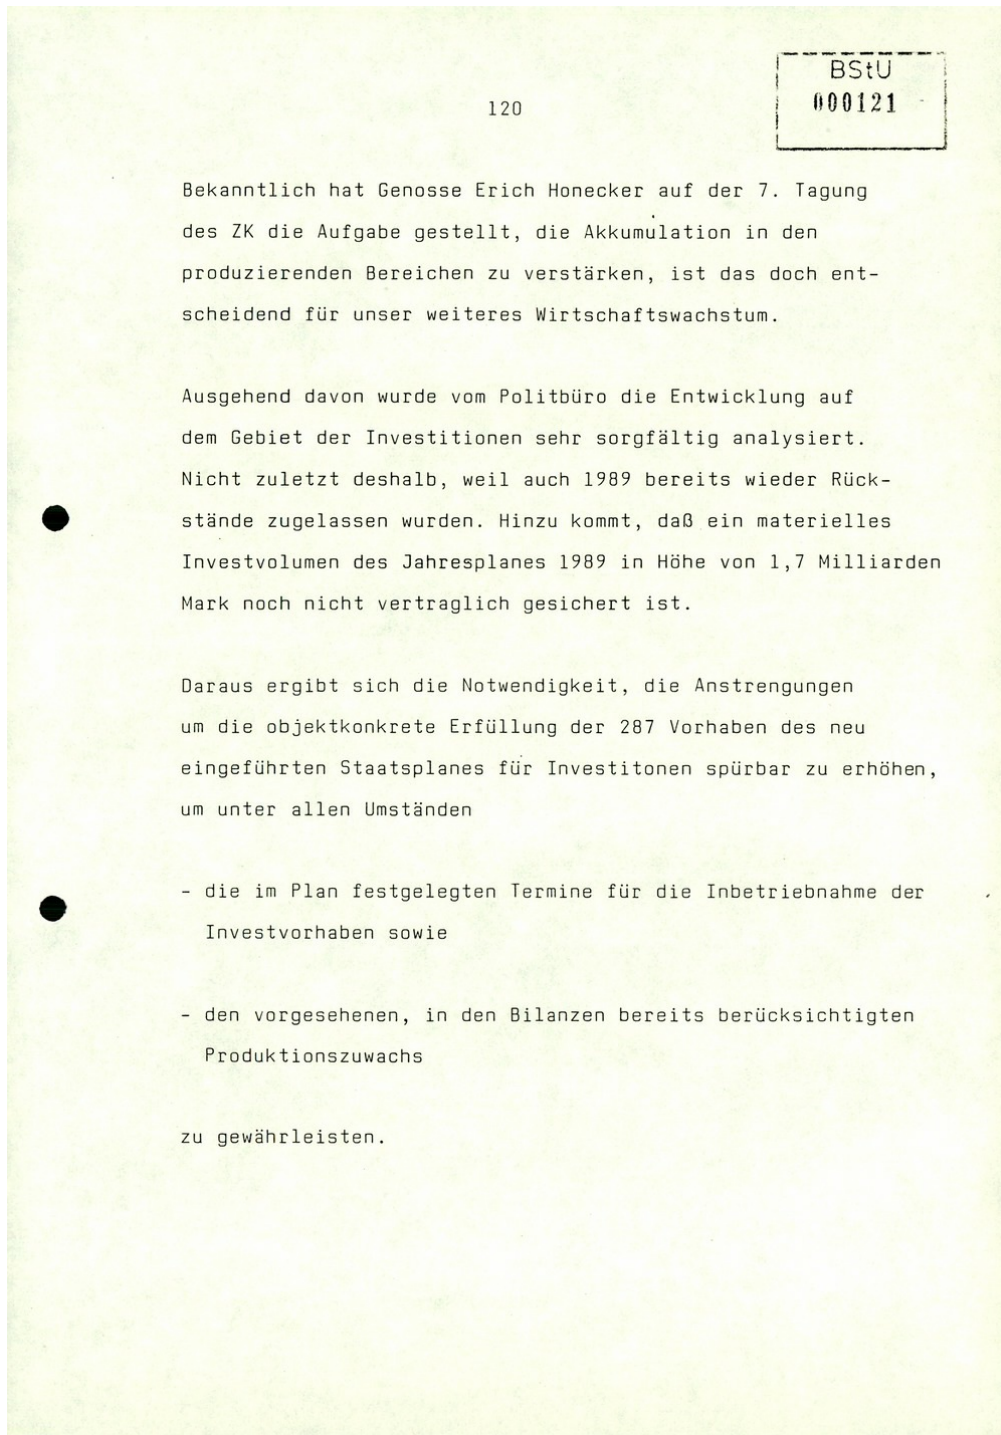 BStU
000121
120
Bekanntlich hat Genosse Erich Honecker auf der 7. Tagung
des ZK die Aufgabe gestellt, die Akkumulation in den
produzierenden Bereichen zu verstärken, ist das doch ent-
scheidend für unser weiteres Wirtschaftswachstum.
Ausgehend davon wurde vom Politbüro die Entwicklung auf
dem Gebiet der Investitionen sehr sorgfältig analysiert.
Nicht zuletzt deshalb, weil auch 1989 bereits wieder Rück-
stände zugelassen wurden. Hinzu kommt, daß ein materielles
Investvolumen des Jahresplanes 1989 in Höhe von 1,7 Milliarden
Mark noch nicht vertraglich gesichert ist.
Daraus ergibt sich die Notwendigkeit, die Anstrengungen
um die objektkonkrete Erfüllung der 287 Vorhaben des neu
eingeführten Staatsplanes für Investitonen spürbar zu erhöhen,
um unter allen Umständen
- die im Plan festgelegten Termine für die Inbetriebnahme der
Investvorhaben sowie
- den vorgesehenen, in den Bilanzen bereits berücksichtigten
Produktionszuwachs
zu gewährleisten.